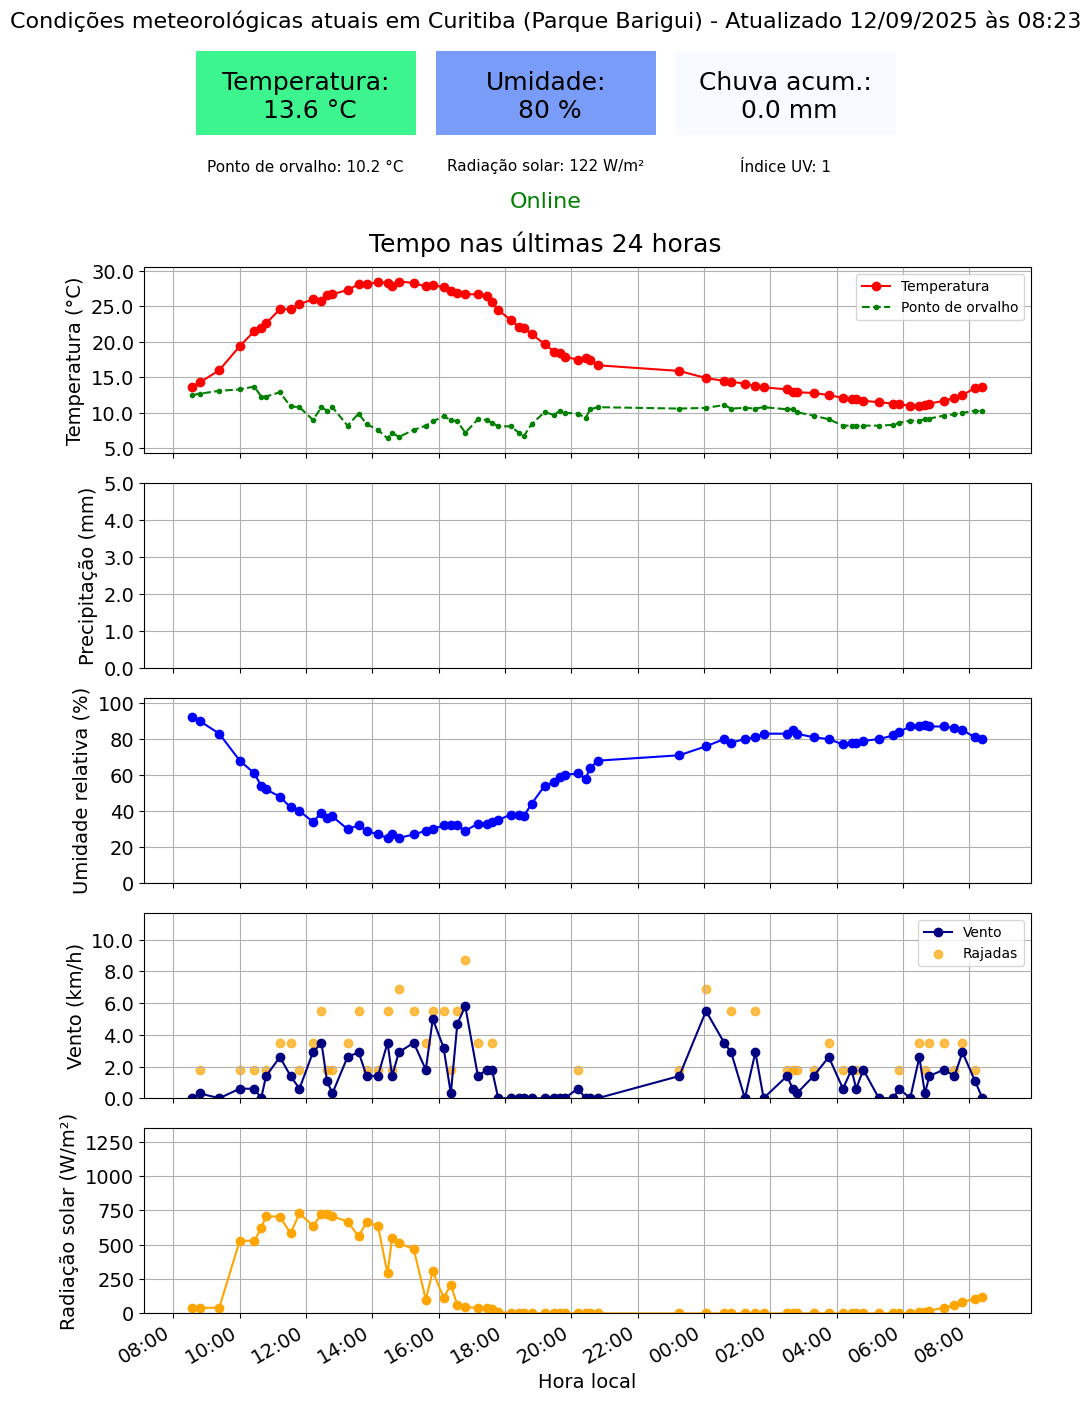 Condições meteorológicas atuais em Curitiba (Parque Barigui) - Atualizado 12/09/2025 às 08:23
Temperatura:
13.6 °C
Umidade:
80 %
Chuva acum.:
0.0 mm
Ponto de orvalho: 10.2 °C
Radiação solar: 122 W/m²
Índice UV: 1
Online
Tempo nas últimas 24 horas
Temperatura (°C)
30.0
25.0
20.0
15.0
10.0
5.0
Temperatura
Ponto de orvalho
Precipitação (mm)
5.0
4.0
3.0
2.0
1.0
0.0
Umidade relativa (%)
100
80
60
40
20
0
Vento (km/h)
10.0
8.0
6.0
4.0
2.0
0.0
Vento
Rajadas
Radiação solar (W/m²)
1250
1000
750
500
250
0
08:00
10:00
12:00
14:00
16:00
18:00
20:00
22:00
00:00
02:00
04:00
06:00
08:00
Hora local